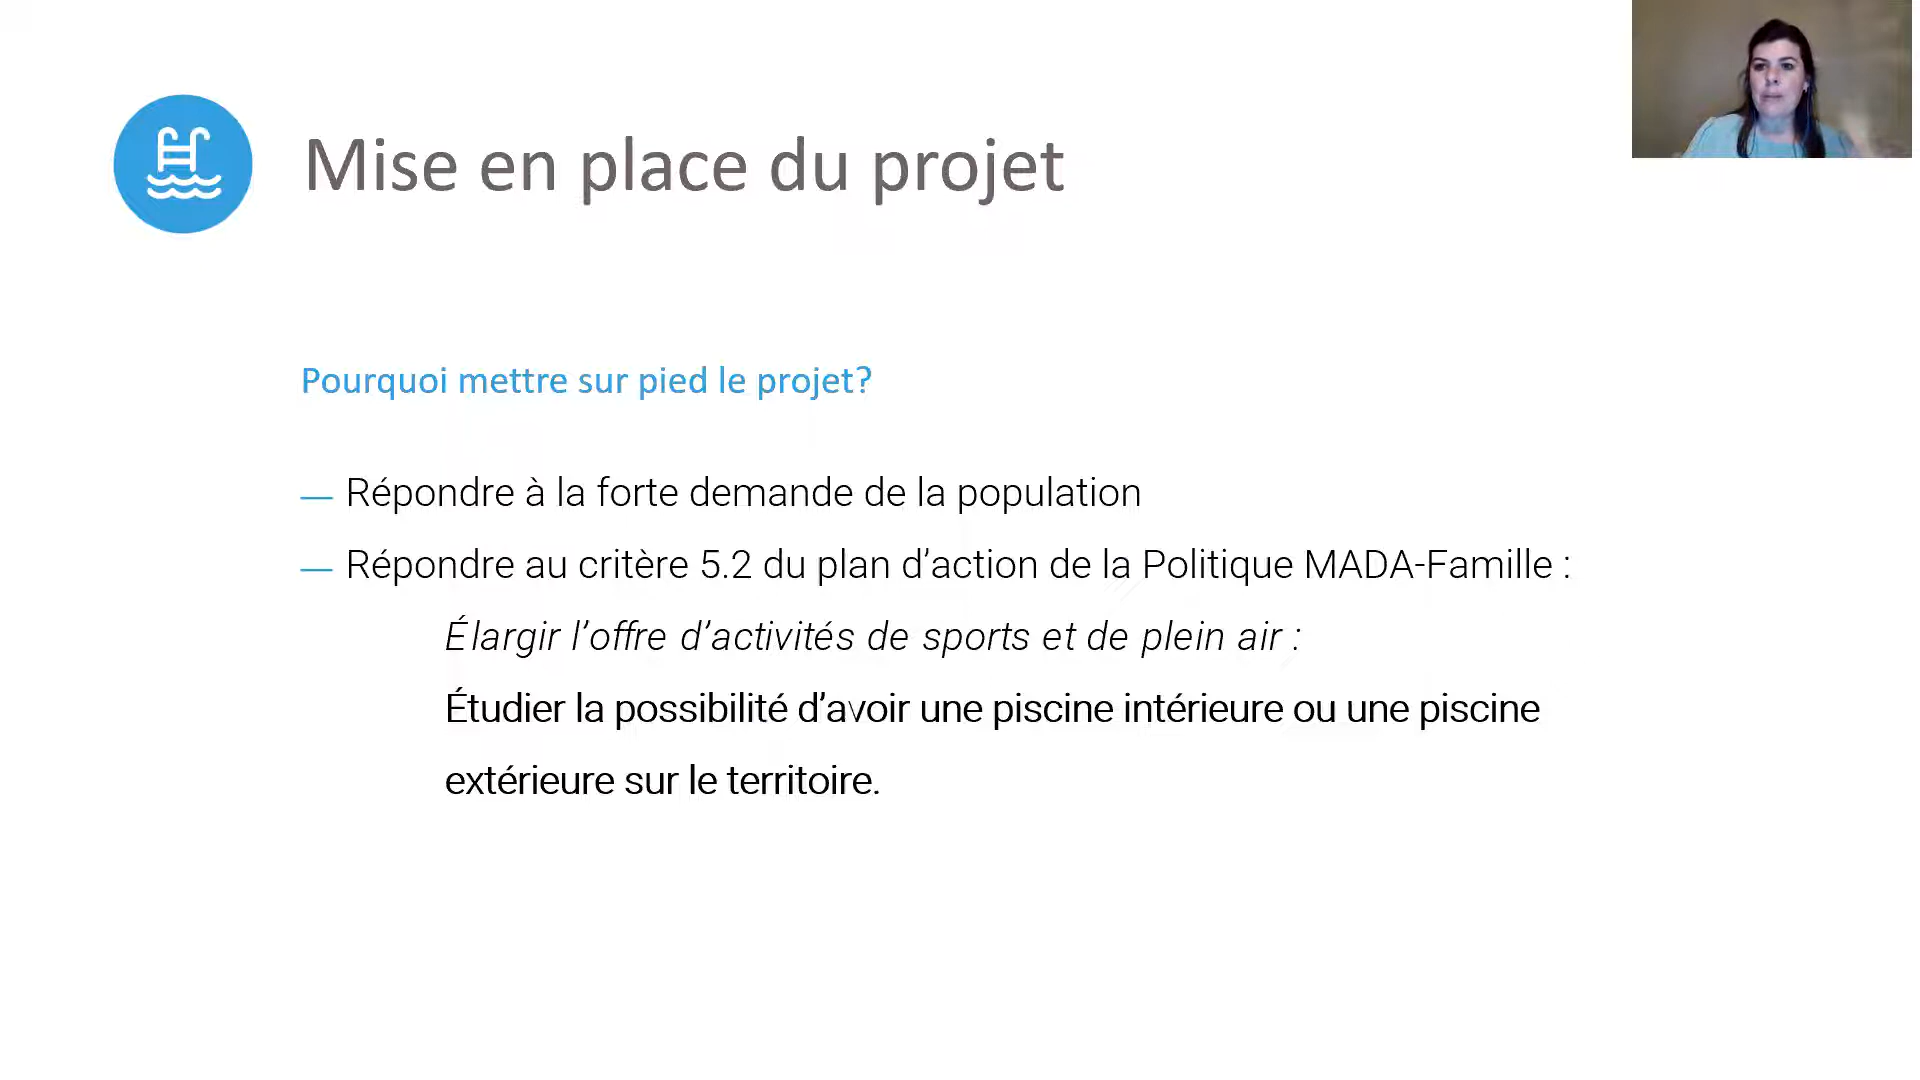 Mise en place du projet
Pourquoi mettre sur pied le projet?
— Répondre à la forte demande de la population
— Répondre au critère 5.2 du plan d’action de la Politique MADA-Famille :
Élargir l’offre d’activités de sports et de plein air :
Étudier la possibilité d’avoir une piscine intérieure ou une piscine
extérieure sur le territoire.